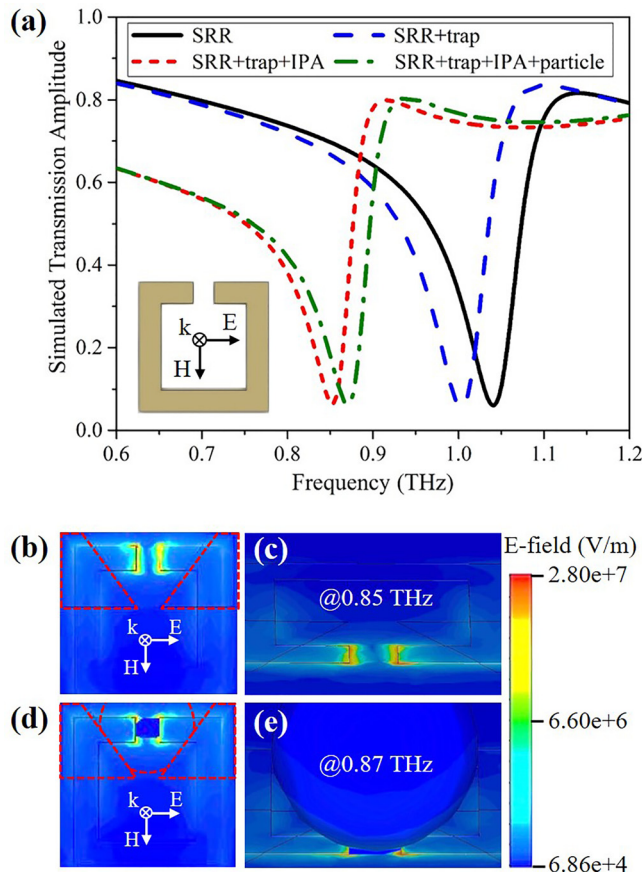 (a)
SRR
SRR+trap
SRR+trap+IPA
SRR+trap+IPA+particle
Simulated Transmission Amplitude
1.0
0.8
0.6
0.4
0.2
0.0
k
E
H
0.6
0.7
0.8
0.9
1.0
1.1
1.2
Frequency (THz)
(b)
k
E
H
(c)
@0.85 THz
E-field (V/m)
2.80e+7
6.60e+6
6.86e+4
(d)
k
E
H
(e)
@0.87 THz